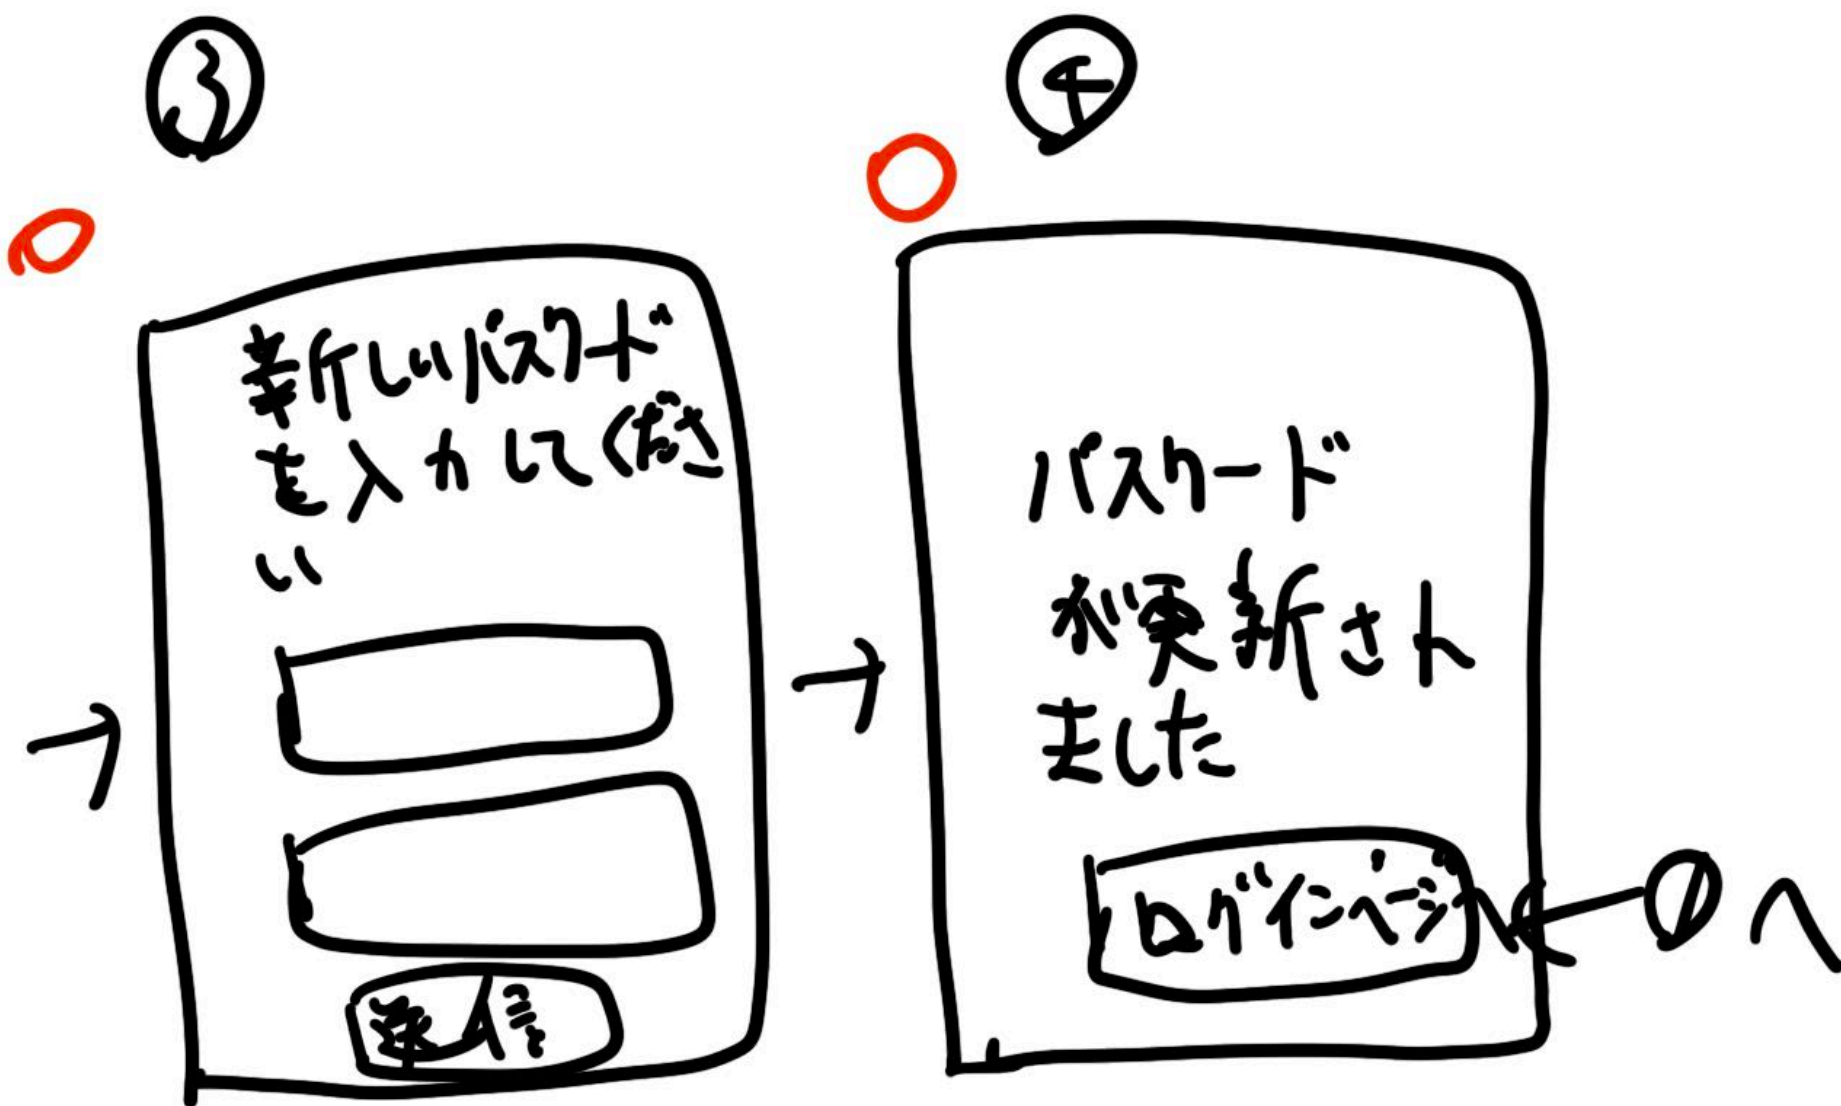 ③
新しいパスワード
を入力してくださ
い
送信
④
パスワード
が更新され
ました
ログインページへ
①へ